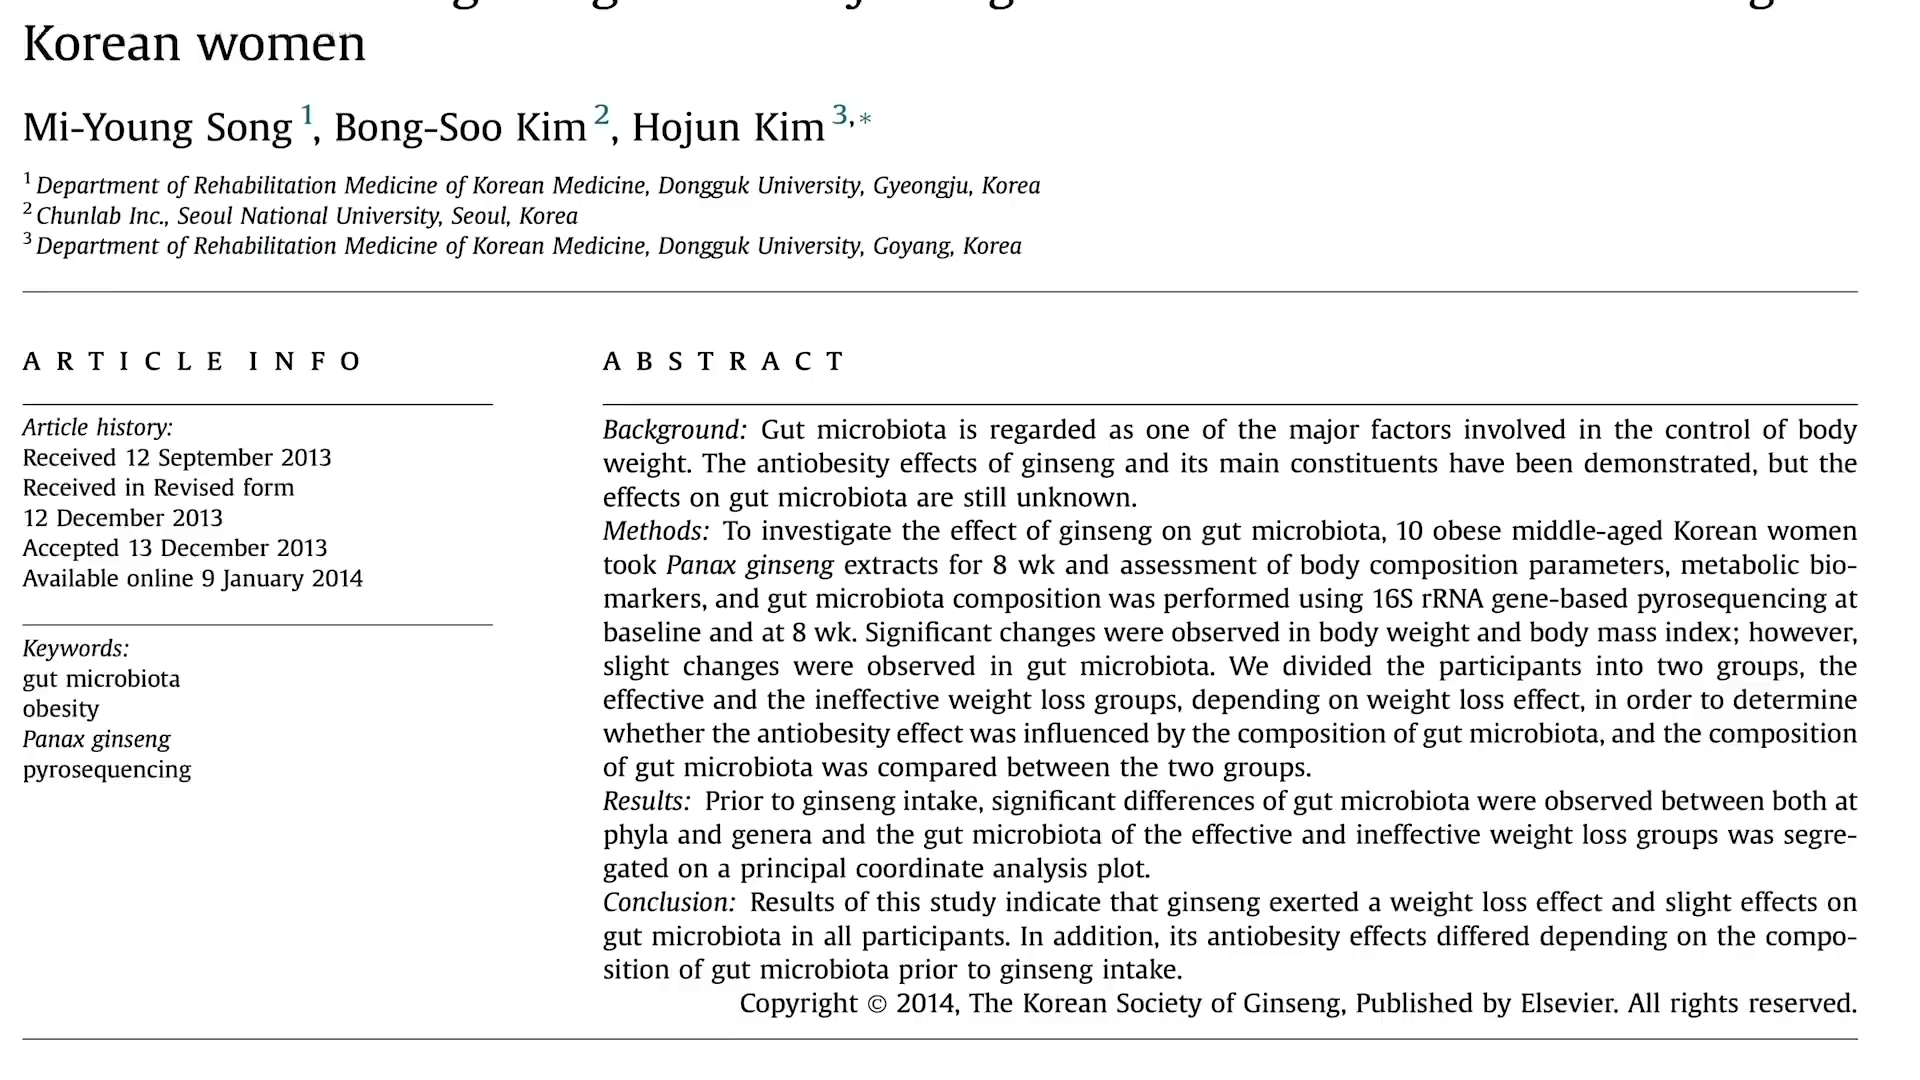 Korean women
Mi-Young Song 1, Bong-Soo Kim 2, Hojun Kim 3,*
1 Department of Rehabilitation Medicine of Korean Medicine, Dongguk University, Gyeongju, Korea
2 Chunlab Inc., Seoul National University, Seoul, Korea
3 Department of Rehabilitation Medicine of Korean Medicine, Dongguk University, Goyang, Korea
ARTICLE INFO
Article history:
Received 12 September 2013
Received in Revised form
12 December 2013
Accepted 13 December 2013
Available online 9 January 2014
Keywords:
gut microbiota
obesity
Panax ginseng
pyrosequencing
ABSTRACT
Background: Gut microbiota is regarded as one of the major factors involved in the control of body
weight. The antiobesity effects of ginseng and its main constituents have been demonstrated, but the
effects on gut microbiota are still unknown.
Methods: To investigate the effect of ginseng on gut microbiota, 10 obese middle-aged Korean women
took Panax ginseng extracts for 8 wk and assessment of body composition parameters, metabolic bio-
markers, and gut microbiota composition was performed using 16S rRNA gene-based pyrosequencing at
baseline and at 8 wk. Significant changes were observed in body weight and body mass index; however,
slight changes were observed in gut microbiota. We divided the participants into two groups, the
effective and the ineffective weight loss groups, depending on weight loss effect, in order to determine
whether the antiobesity effect was influenced by the composition of gut microbiota, and the composition
of gut microbiota was compared between the two groups.
Results: Prior to ginseng intake, significant differences of gut microbiota were observed between both at
phyla and genera and the gut microbiota of the effective and ineffective weight loss groups was segre-
gated on a principal coordinate analysis plot.
Conclusion: Results of this study indicate that ginseng exerted a weight loss effect and slight effects on
gut microbiota in all participants. In addition, its antiobesity effects differed depending on the compo-
sition of gut microbiota prior to ginseng intake.
Copyright © 2014, The Korean Society of Ginseng, Published by Elsevier. All rights reserved.